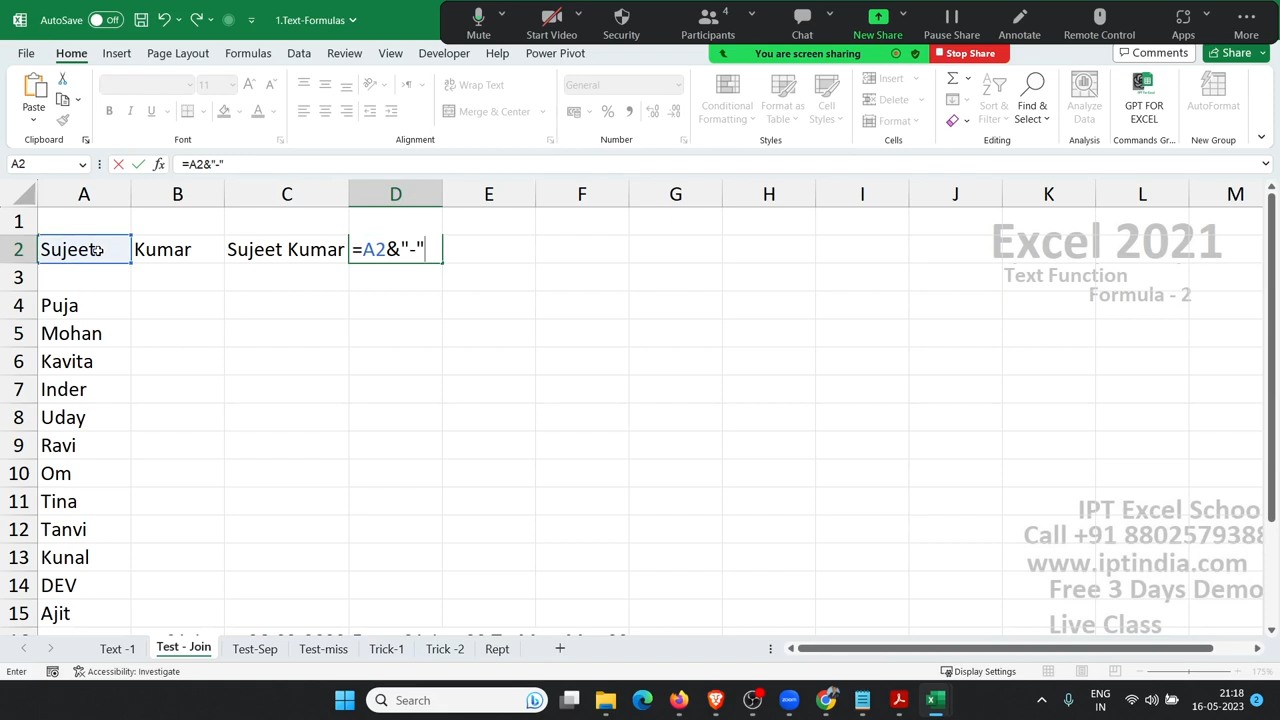 AutoSave Off 1.Text-Formulas
Mute Start Video Security Participants 4 Chat New Share Pause Share Annotate Remote Control Apps More
File Home Insert Page Layout Formulas Data Review View Developer Help Power Pivot
You are screen sharing Stop Share
Comments Share
Paste
11
General
Wrap Text
Merge & Center
Conditional Formatting
Format as Table
Cell Styles
Insert
Delete
Format
Sort & Filter
Find & Select
Analyze Data
GPT FOR EXCEL
AutoFormat
Clipboard Font Alignment Number Styles Cells Editing Analysis Commands Gr... New Group
A2 =A2&"-"
A B C D E F G H I J K L M
1
2 Sujeet Kumar Sujeet Kumar =A2&"-"
3
4 Puja
5 Mohan
6 Kavita
7 Inder
8 Uday
9 Ravi
10 Om
11 Tina
12 Tanvi
13 Kunal
14 DEV
15 Ajit
Excel 2021
Text Function
Formula - 2
IPT Excel Schoo
Call +91 8802579388
www.iptindia.com
Free 3 Days Demo
Live Class
Text -1 Test - Join Test-Sep Test-miss Trick-1 Trick -2 Rept
Enter Accessibility: Investigate Display Settings 175%
Search
ENG
IN
21:18
16-05-2023
2